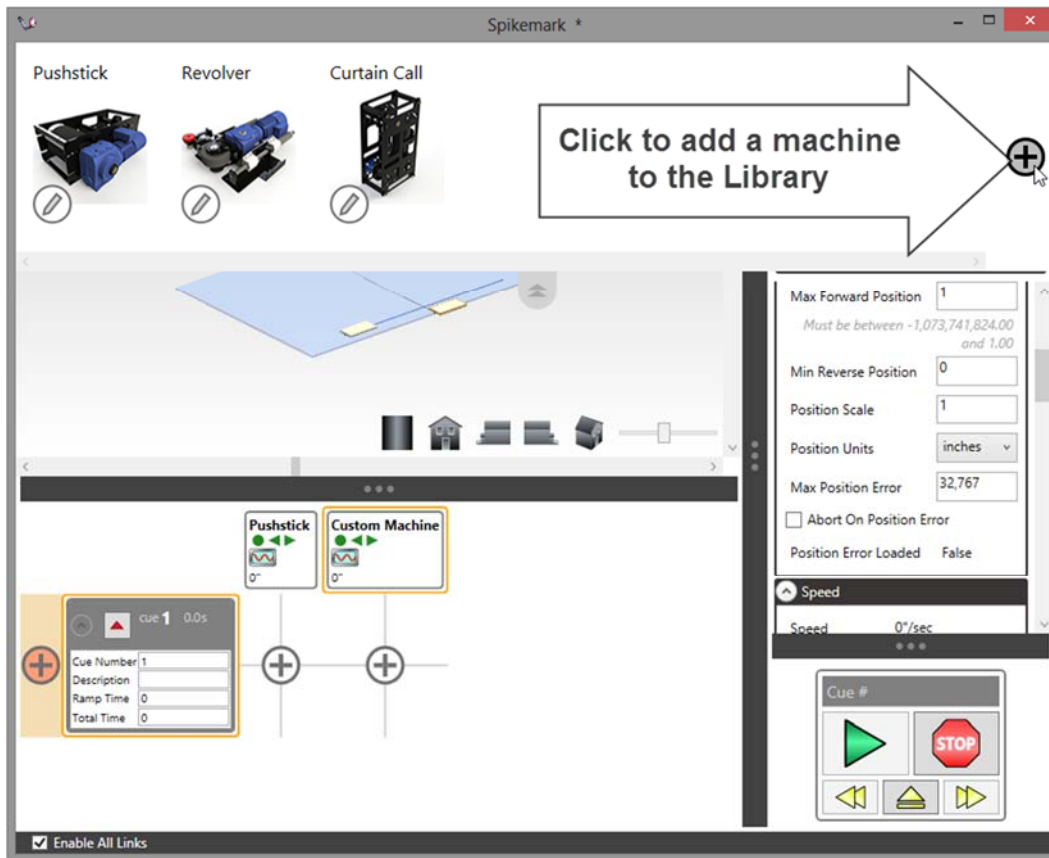 Spikemark *
Pushstick
Revolver
Curtain Call
Click to add a machine
to the Library
Max Forward Position 1
Must be between -1,073,741,824.00
and 1.00
Min Reverse Position 0
Position Scale 1
Position Units inches
Max Position Error 32,767
Abort On Position Error
Position Error Loaded False
Speed
Speed 0"/sec
Pushstick
0"
Custom Machine
0"
cue 1 0.0s
Cue Number 1
Description
Ramp Time 0
Total Time 0
Cue #
STOP
Enable All Links